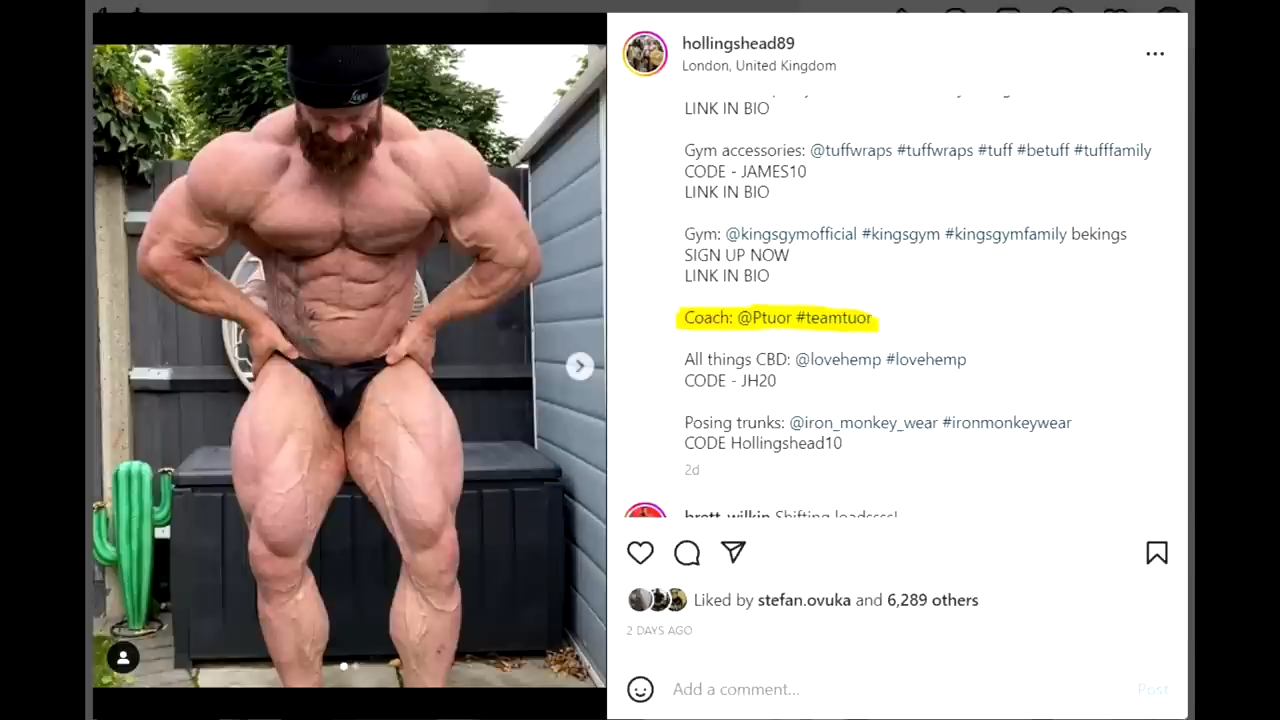 hollingshead89
London, United Kingdom
LINK IN BIO
Gym accessories: @tuffwraps #tuffwraps #tuff #betuff #tufffamily
CODE - JAMES10
LINK IN BIO
Gym: @kingsgymofficial #kingsgym #kingsgymfamily bekings
SIGN UP NOW
LINK IN BIO
Coach: @Ptuor #teamtuor
All things CBD: @lovehemp #lovehemp
CODE - JH20
Posing trunks: @iron_monkey_wear #ironmonkeywear
CODE Hollingshead10
2d
brett_wilkin Shifting loadssss!
Liked by stefan.ovuka and 6,289 others
2 DAYS AGO
Add a comment...
Post